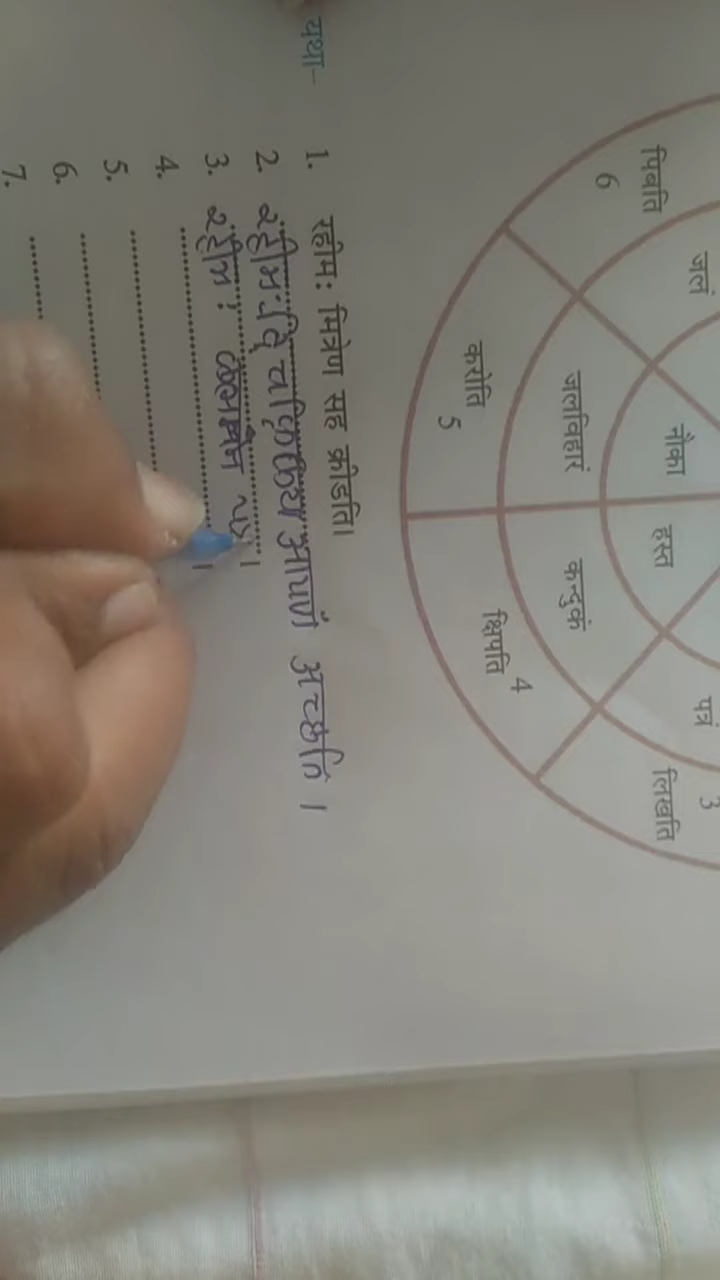 पिबति
6
जलं
करोति
5
जलविहारं
नौका
हस्त
कन्दुकं
क्षिपति
4
पत्रं
लिखति
3
यथा- 1. रहीमः मित्रेण सह क्रीडति।
2. रहीमः आपणं ।
3. रहीमः ।
4.
5.
6.
7.